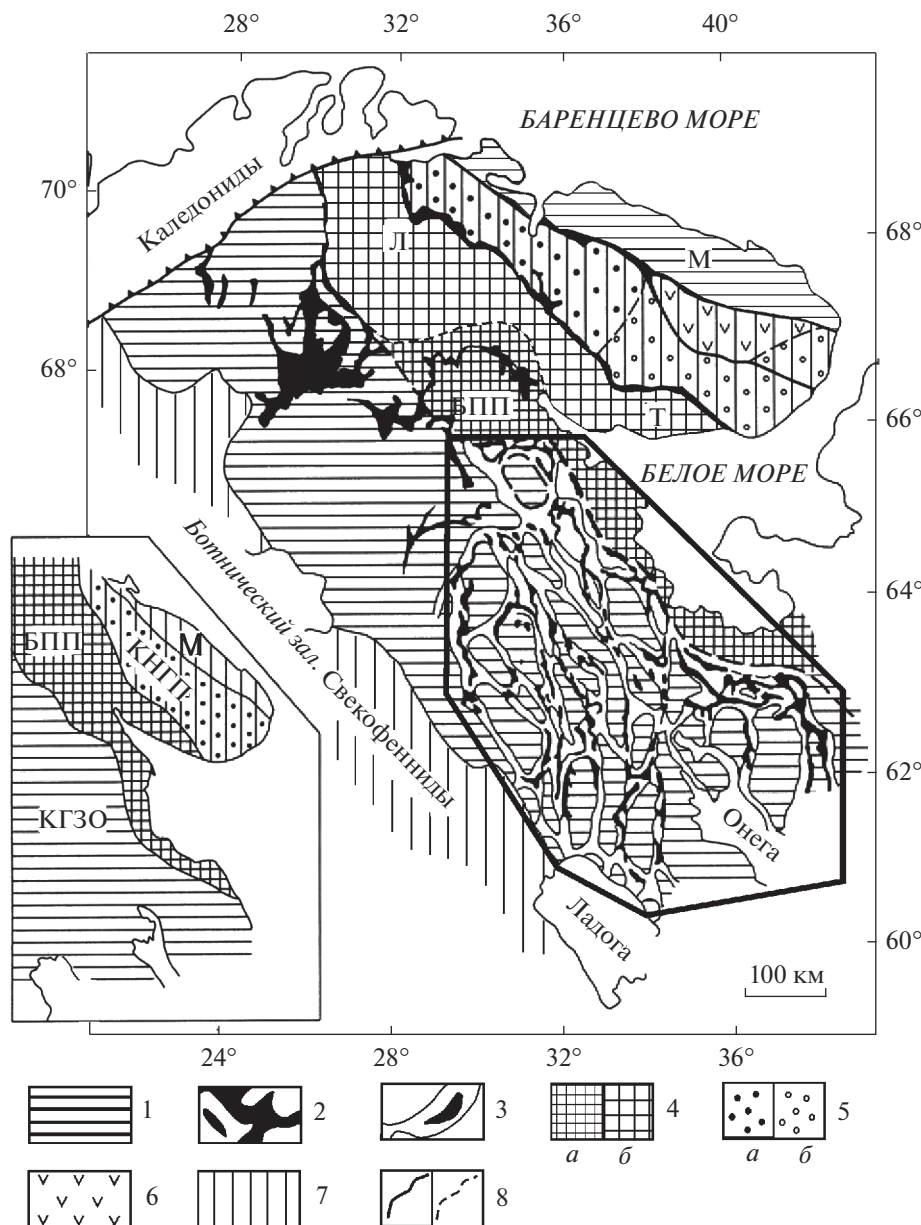 28° 32° 36° 40°
БАРЕНЦЕВО МОРЕ
Каледониды
70°
68°
Л
М
68°
БПП
Т
66°
БЕЛОЕ МОРЕ
Ботнический зал.
Свекофенниды
64°
БПП
КНГП
М
КГЗО
62°
Онега
Ладога
60°
100 км
24° 28° 32° 36°
1 2 3 4 5
а б а б
6 7 8